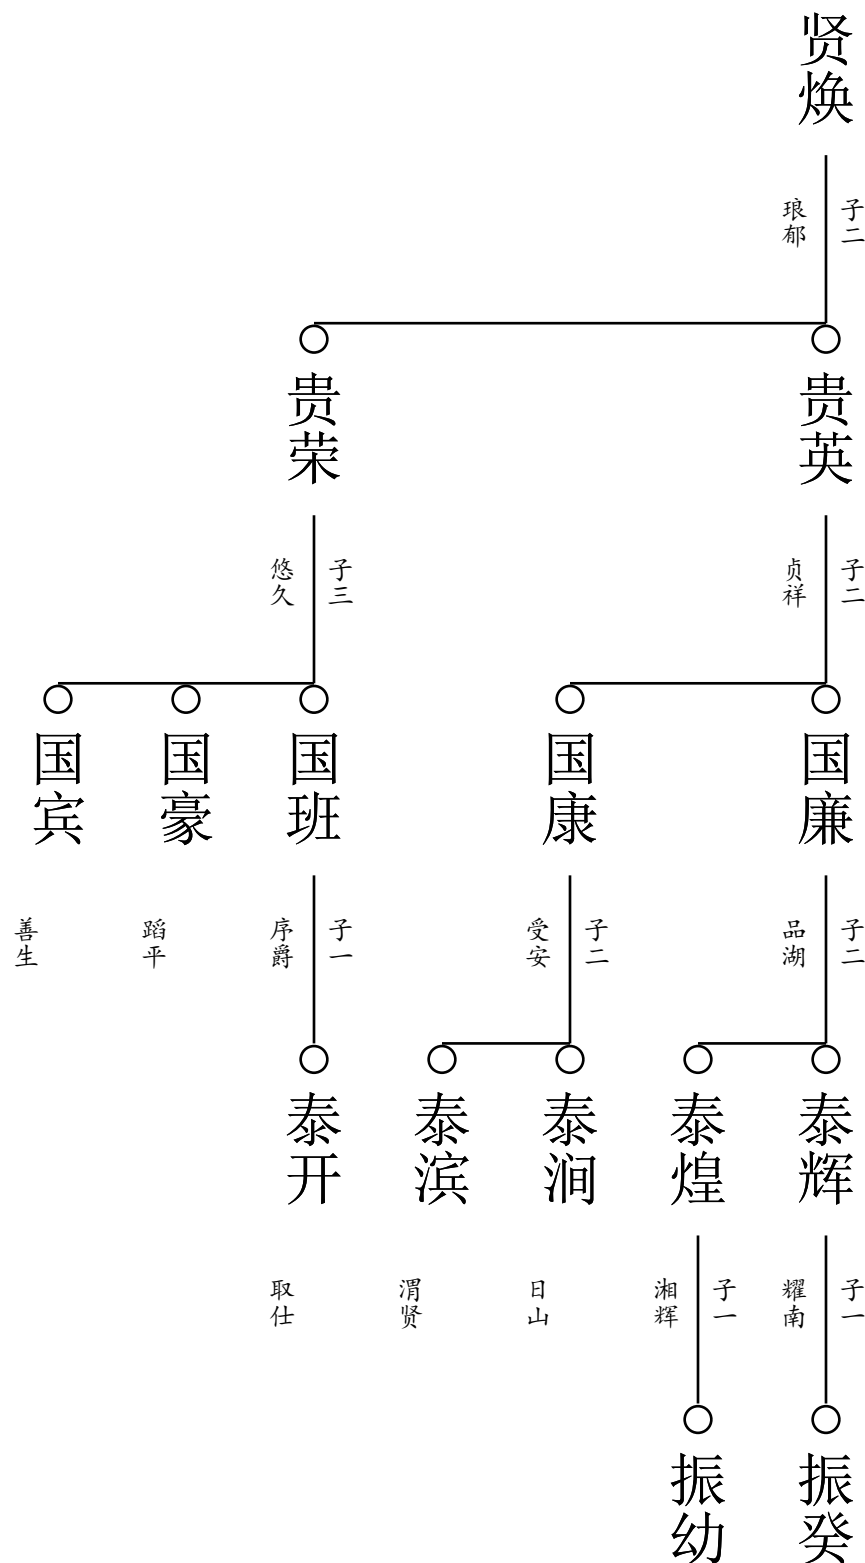 贤焕
子二
琅郁
贵英
贵荣
子二
贞祥
子三
悠久
国廉
国康
国班
国豪
国宾
子二
品湖
子二
受安
子一
序爵
蹈平
善生
泰辉
泰煌
泰涧
泰滨
泰开
子一
耀南
子一
湘辉
日山
渭贤
取仕
振癸
振幼